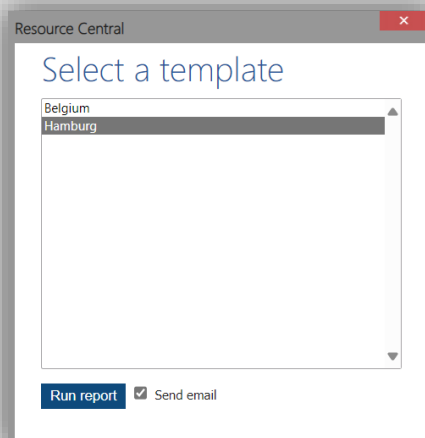 Resource Central
Select a template
Belgium
Hamburg
Run report Send email